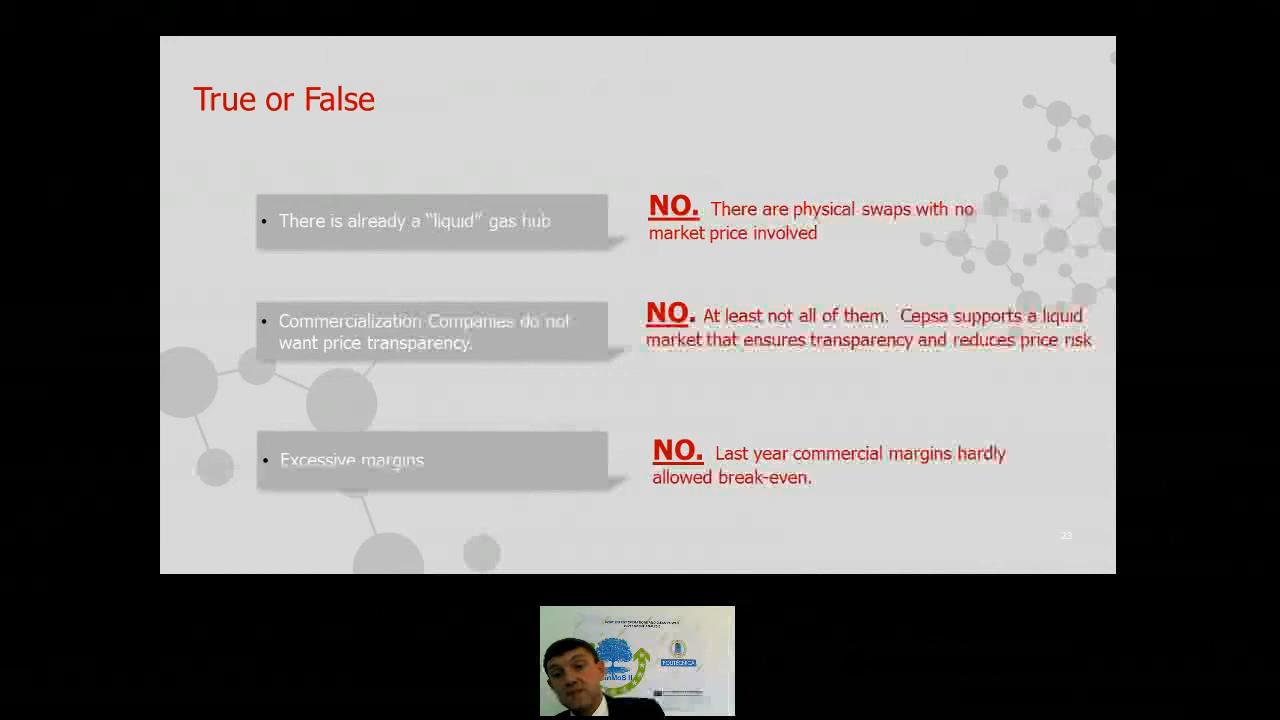 True or False
• There is already a “liquid” gas hub
NO. There are physical swaps with no
market price involved
• Commercialization Companies do not
want price transparency.
NO. At least not all of them. Cepsa supports a liquid
market that ensures transparency and reduces price risk
• Excessive margins
NO. Last year commercial margins hardly
allowed break-even.
23
POLITÉCNICA